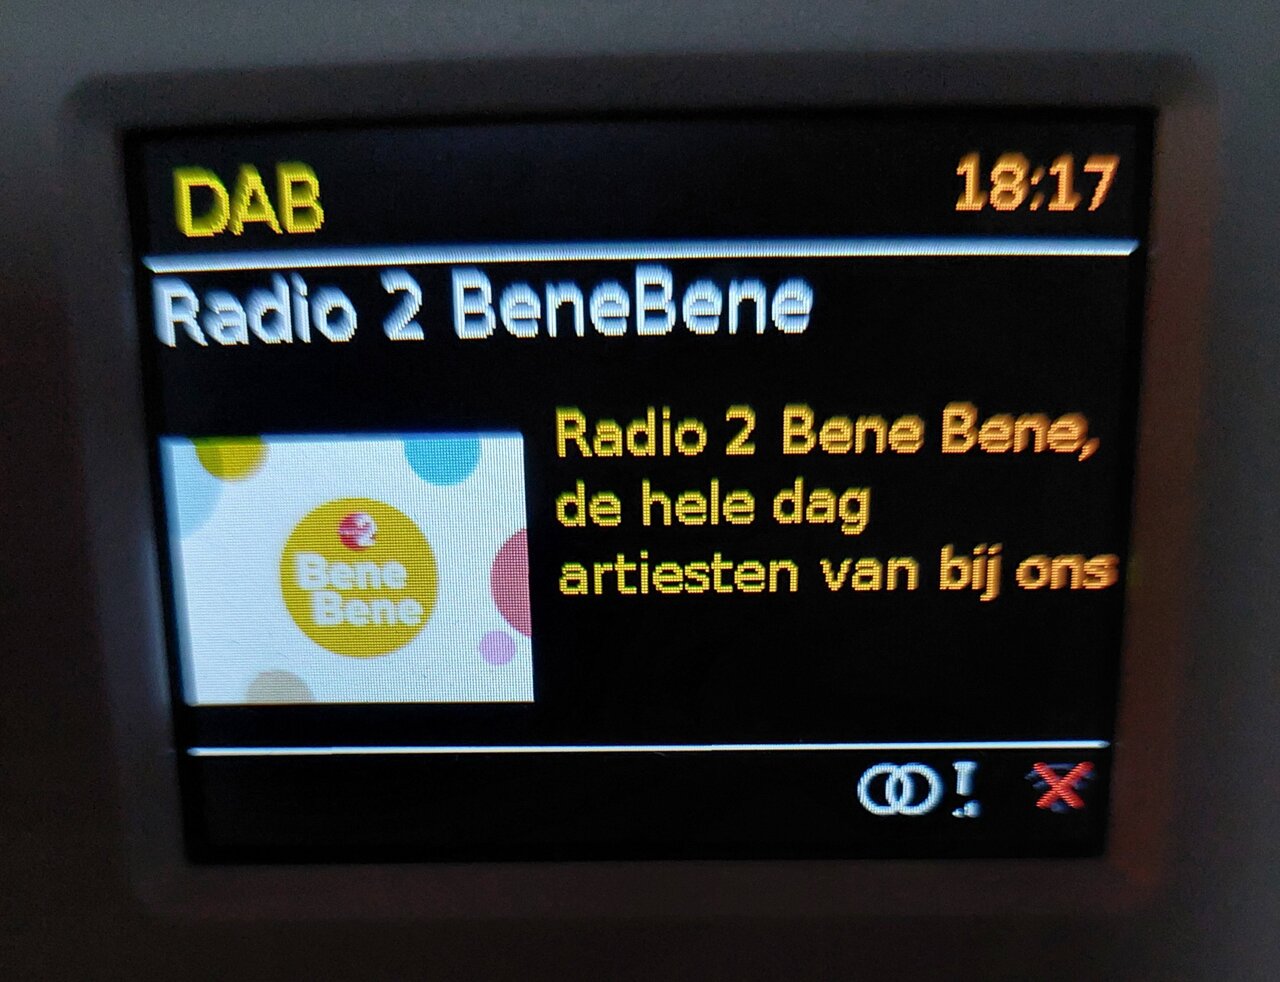 DAB
18:17
Radio 2 BeneBene
2
Bene
Bene
Radio 2 Bene Bene,
de hele dag
artiesten van bij ons